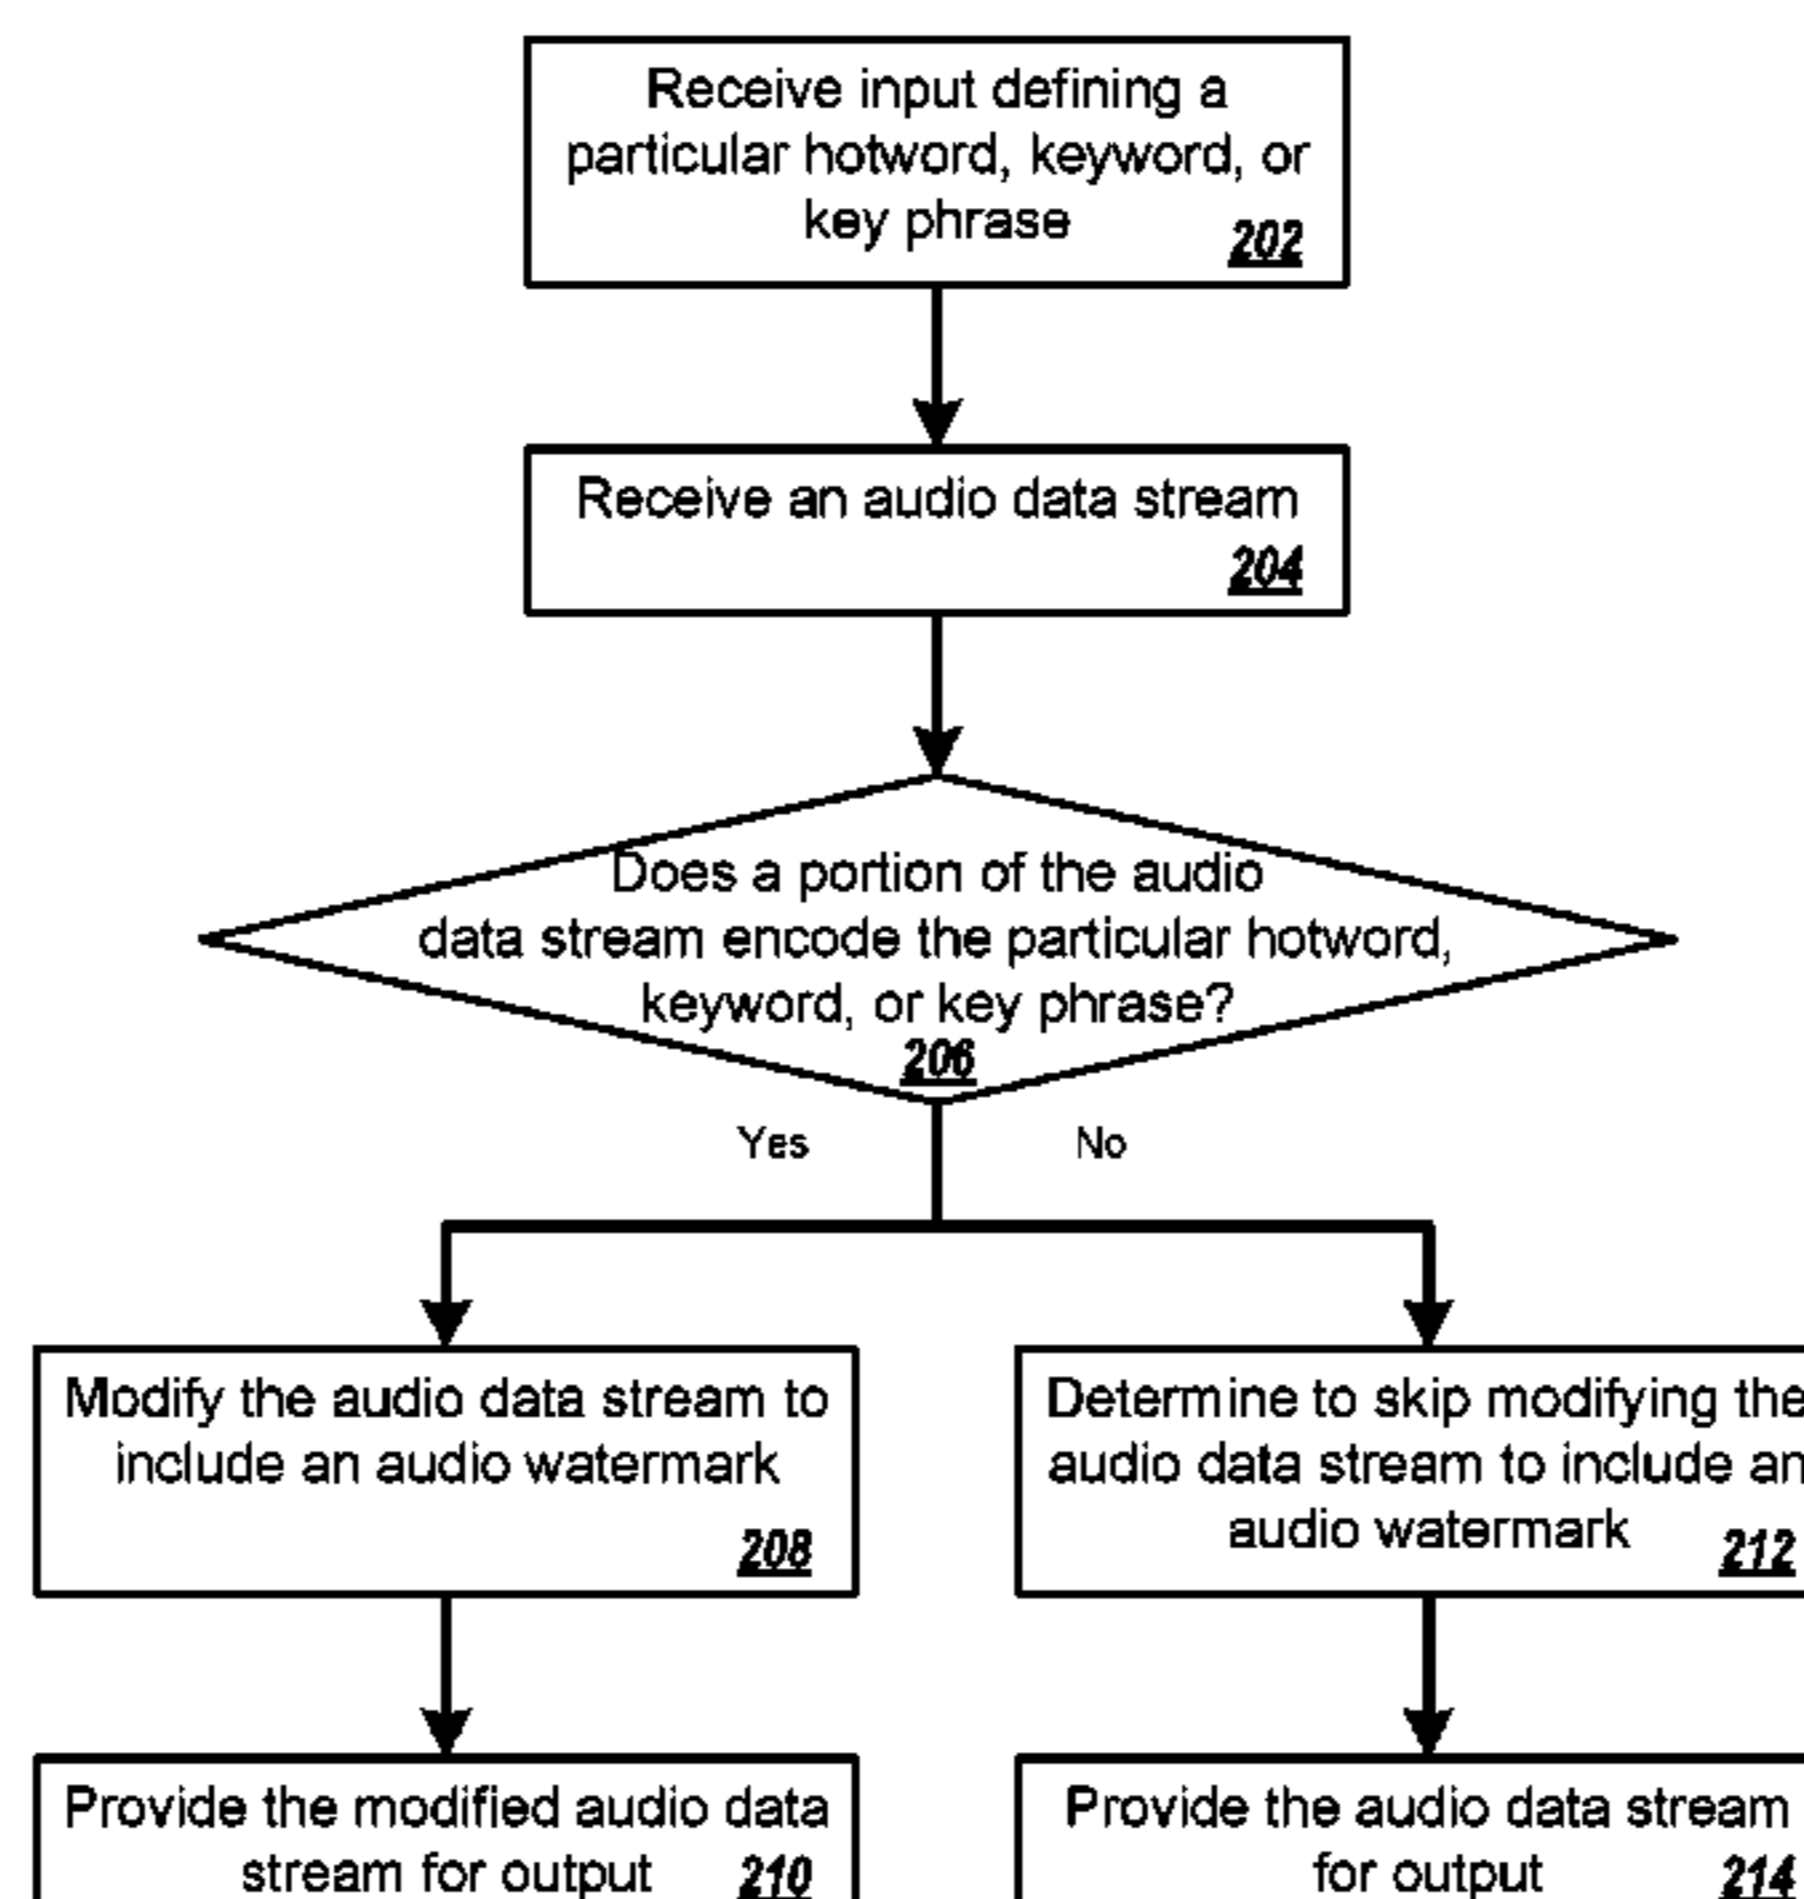 Receive input defining a
particular hotword, keyword, or
key phrase
202
Receive an audio data stream
204
Does a portion of the audio
data stream encode the particular hotword,
keyword, or key phrase?
206
Yes
No
Modify the audio data stream to
include an audio watermark
208
Determine to skip modifying the
audio data stream to include an
audio watermark
212
Provide the modified audio data
stream for output
210
Provide the audio data stream
for output
214